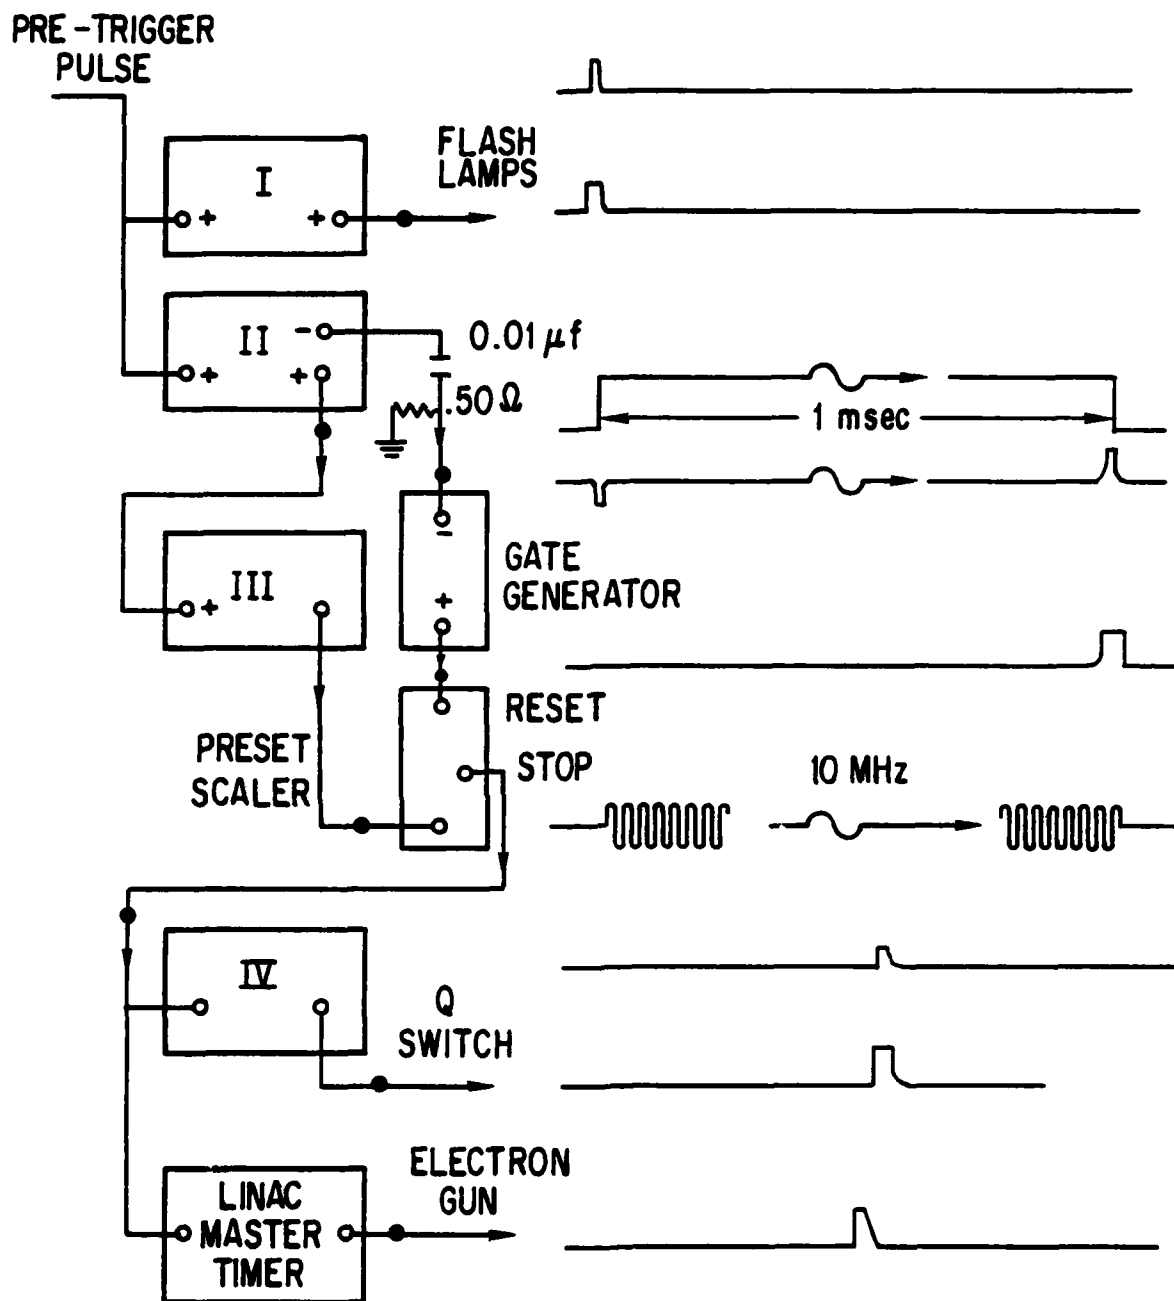 PRE-TRIGGER
PULSE
I
+ +
FLASH
LAMPS
II
-
+ +
0.01 μf
.50 Ω
1 msec
III
+
-
+
GATE
GENERATOR
RESET
STOP
PRESET
SCALER
10 MHz
IV
Q
SWITCH
ELECTRON
GUN
LINAC
MASTER
TIMER